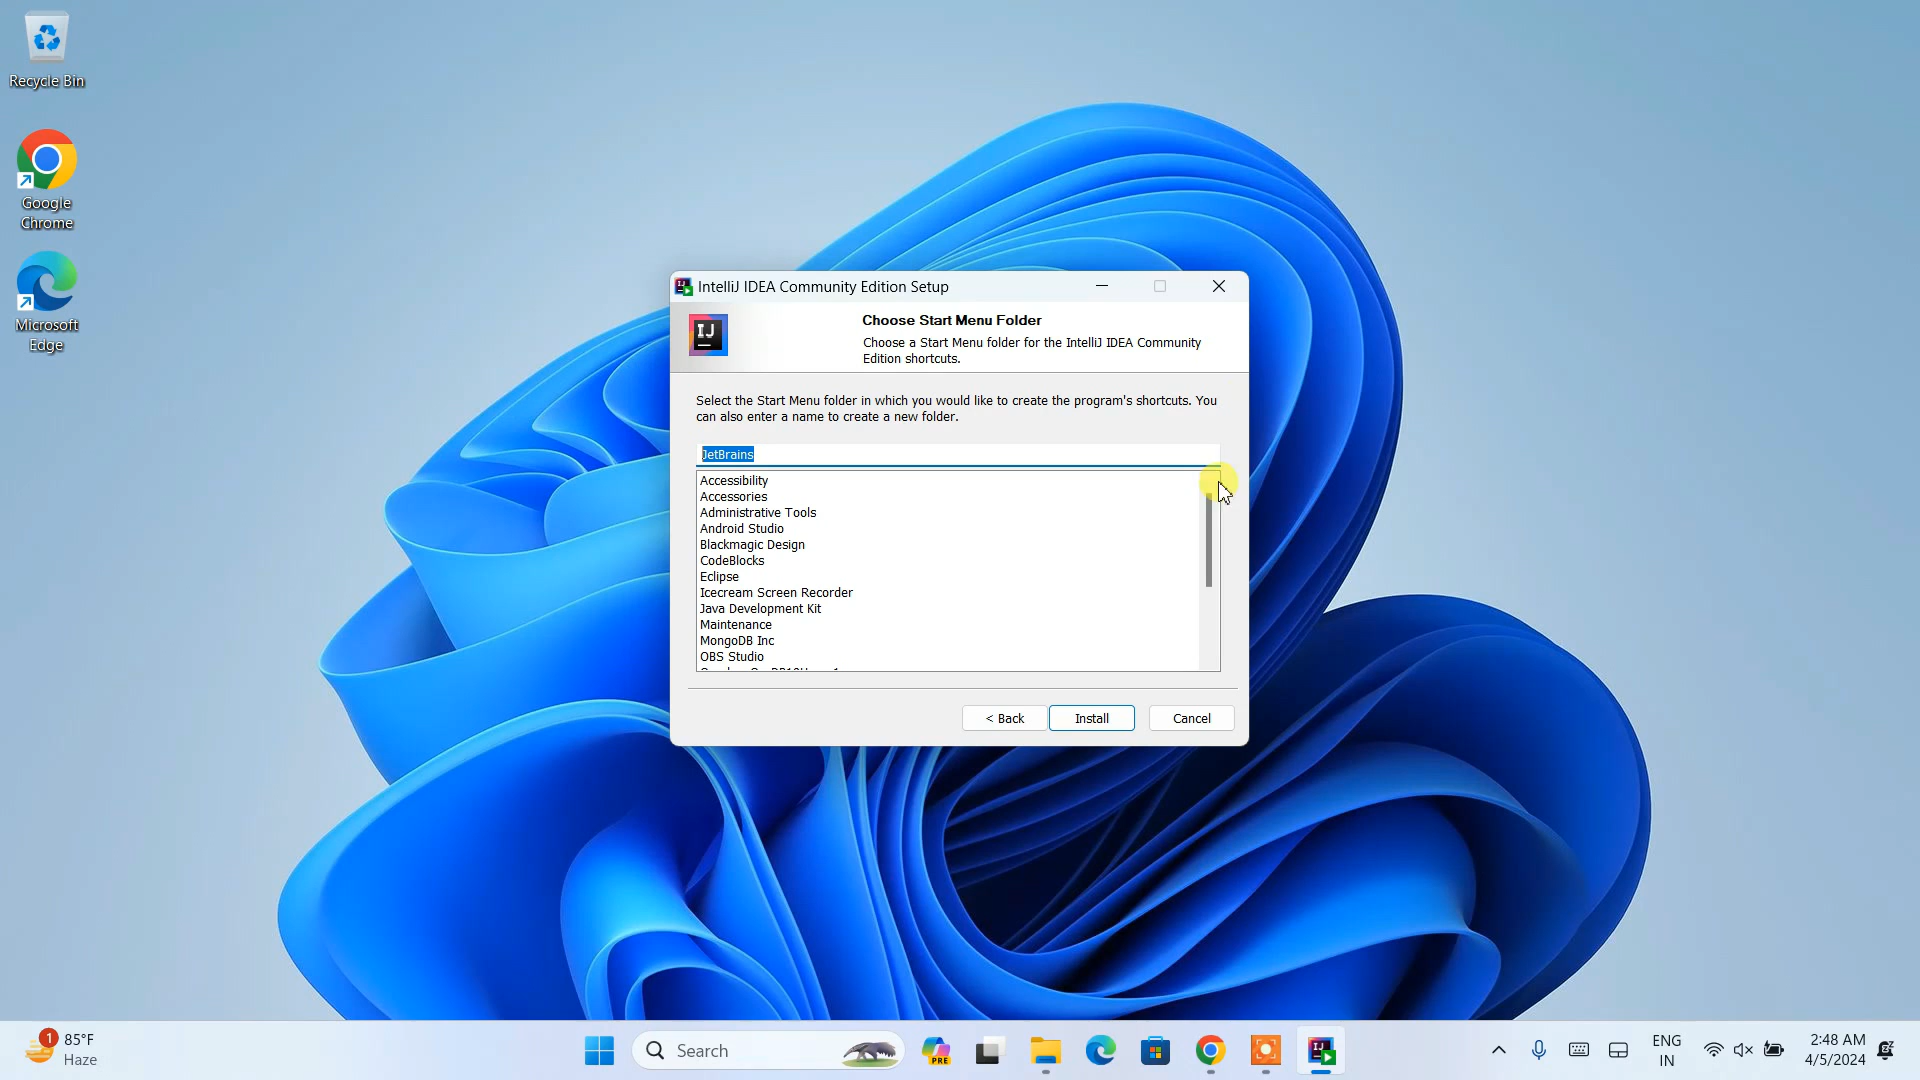 Recycle Bin
Google
Chrome
Microsoft
Edge
IntelliJ IDEA Community Edition Setup
IJ
Choose Start Menu Folder
Choose a Start Menu folder for the IntelliJ IDEA Community
Edition shortcuts.
Select the Start Menu folder in which you would like to create the program's shortcuts. You
can also enter a name to create a new folder.
JetBrains
Accessibility
Accessories
Administrative Tools
Android Studio
Blackmagic Design
CodeBlocks
Eclipse
Icecream Screen Recorder
Java Development Kit
Maintenance
MongoDB Inc
OBS Studio
< Back
Install
Cancel
1
85°F
Haze
Search
PRE
IJ
ENG
IN
2:48 AM
4/5/2024